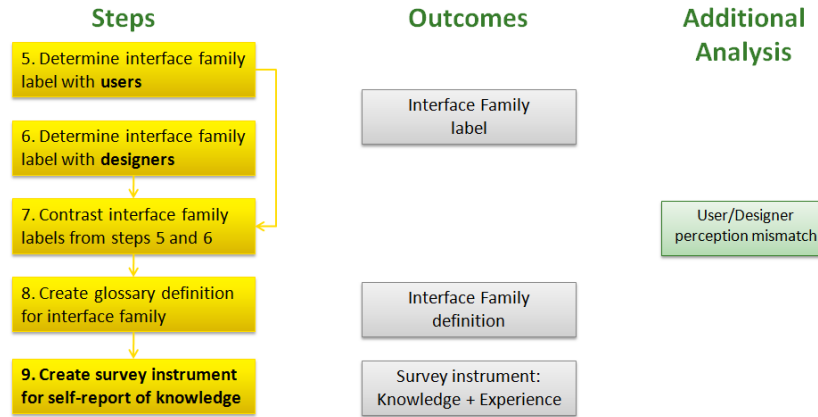 Steps
Outcomes
Additional
Analysis
5. Determine interface family
label with users
Interface Family
label
6. Determine interface family
label with designers
7. Contrast interface family
labels from steps 5 and 6
User/Designer
perception mismatch
8. Create glossary definition
for interface family
Interface Family
definition
9. Create survey instrument
for self-report of knowledge
Survey instrument:
Knowledge + Experience